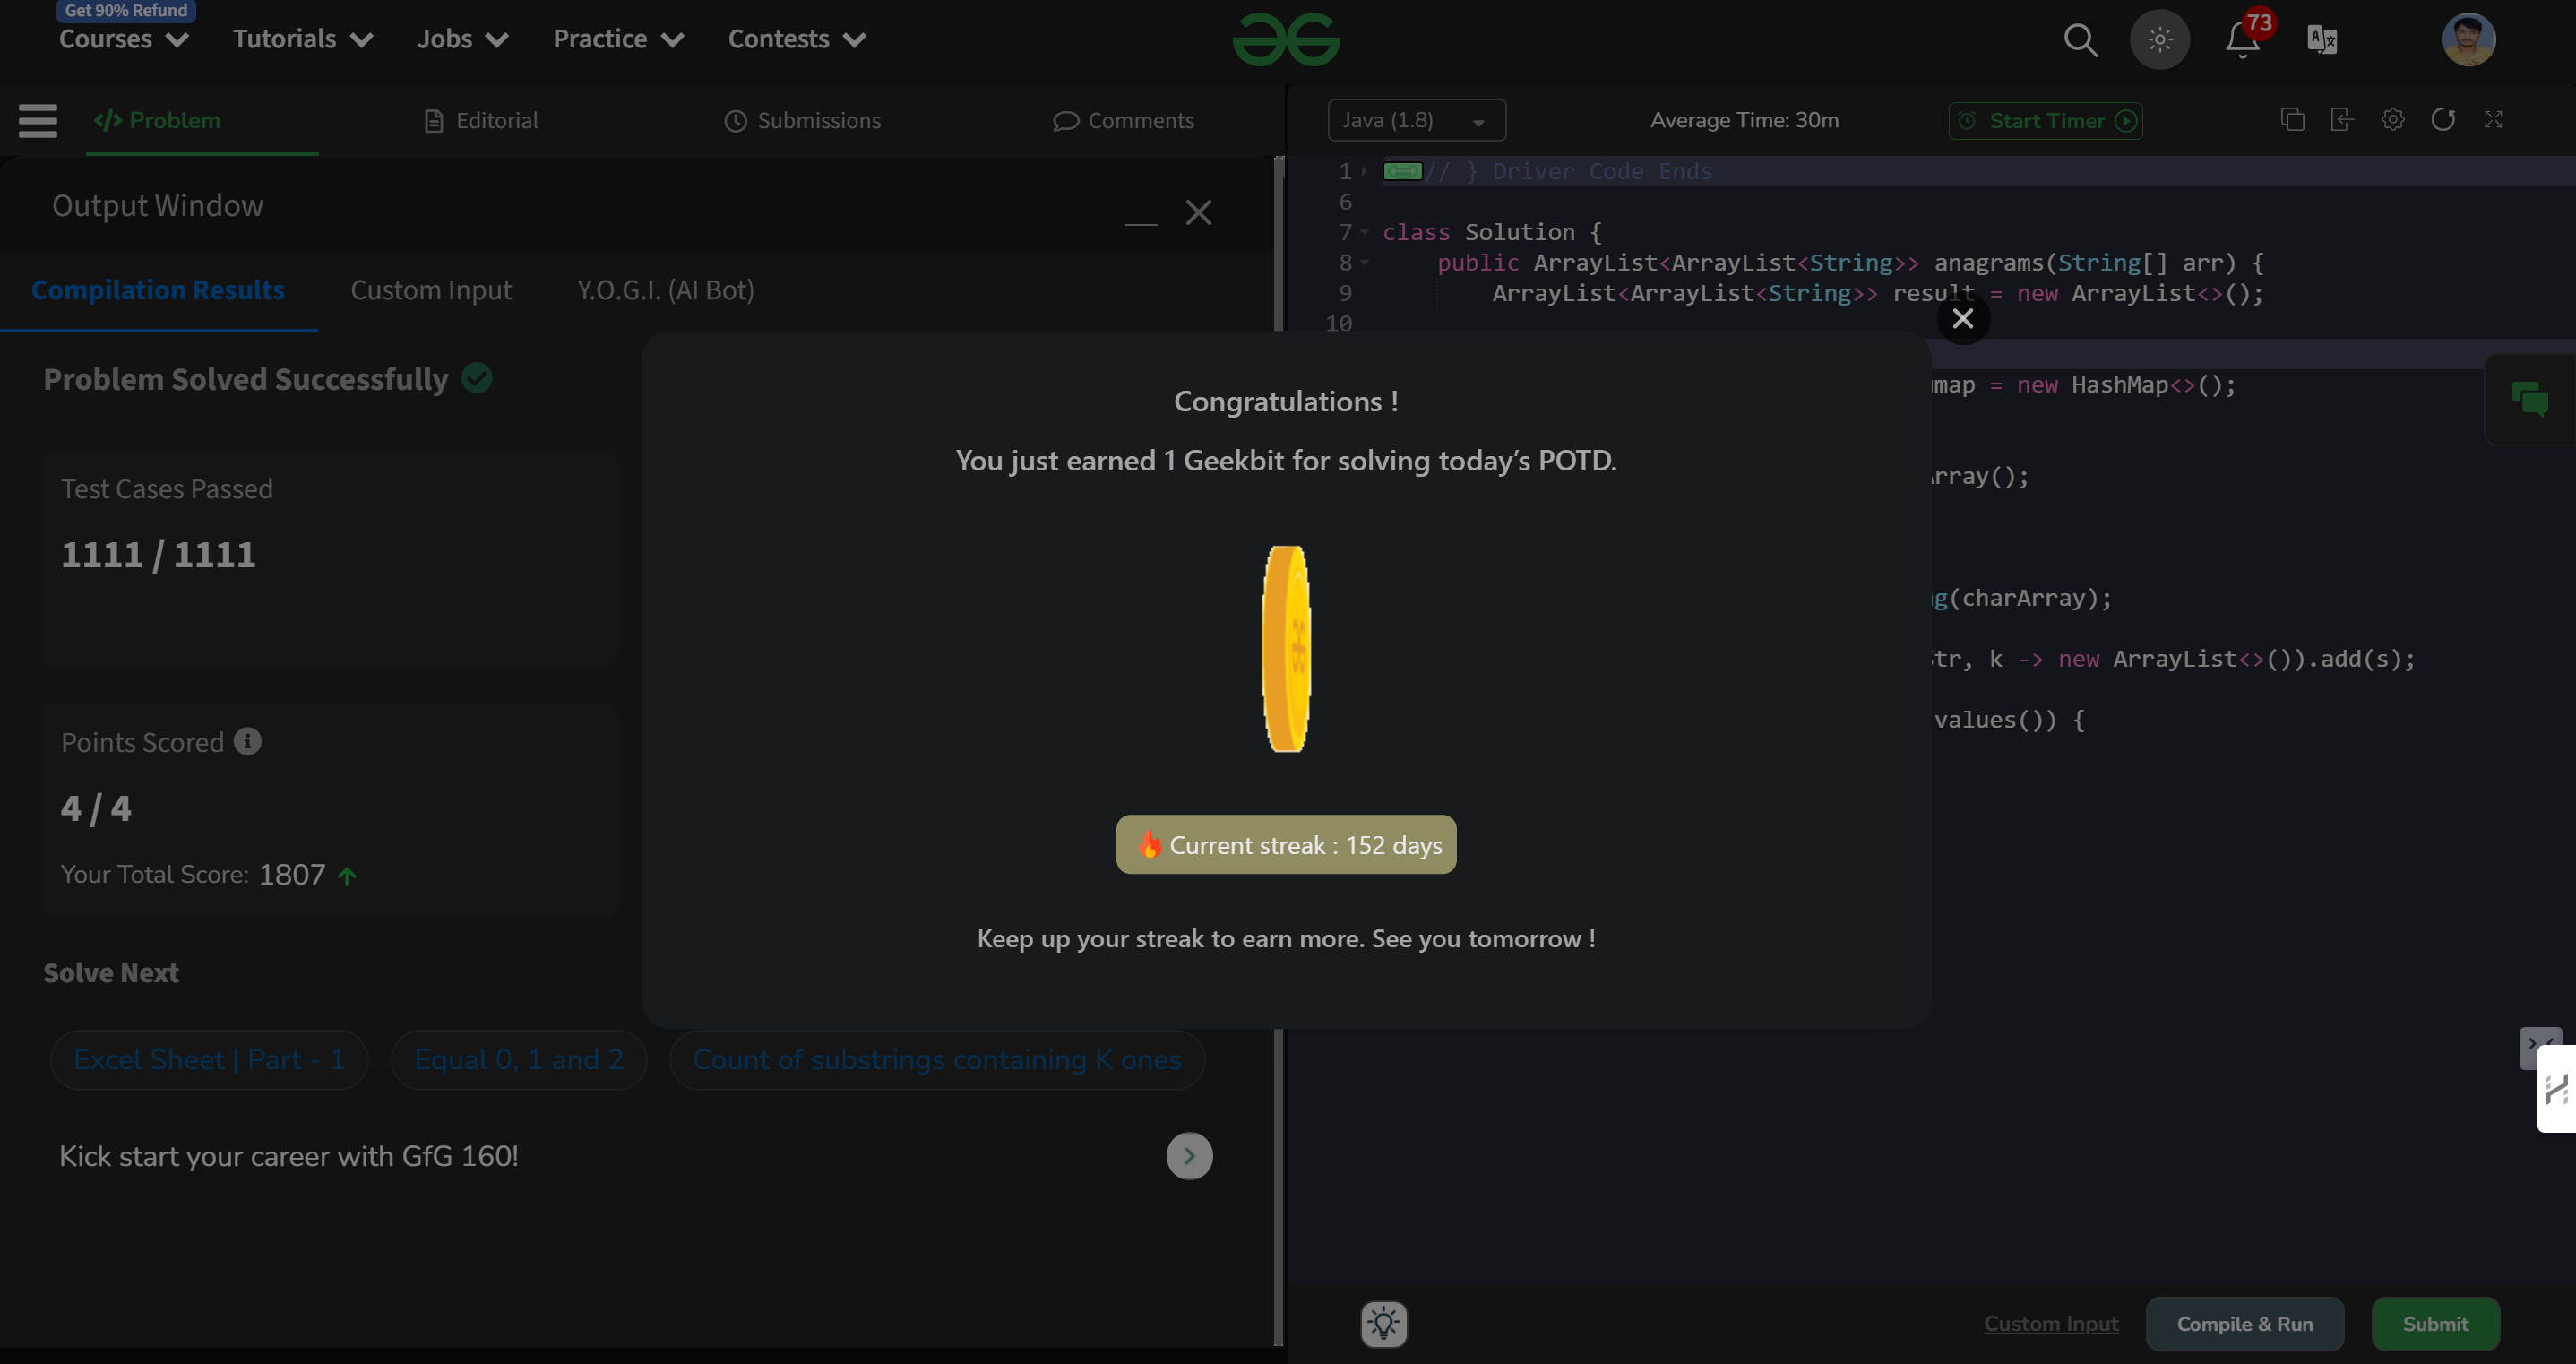 Get 90% Refund
Courses Tutorials Jobs Practice Contests
73
Problem Editorial Submissions Comments
Java (1.8) Average Time: 30m Start Timer
Output Window
Compilation Results Custom Input Y.O.G.I. (AI Bot)
Problem Solved Successfully
Test Cases Passed
1111 / 1111
Points Scored
4 / 4
Your Total Score: 1807
Solve Next
Excel Sheet | Part - 1 Equal 0, 1 and 2 Count of substrings containing K ones
Kick start your career with GfG 160!
1 // } Driver Code Ends
6
7 class Solution {
8 public ArrayList<ArrayList<String>> anagrams(String[] arr) {
9 ArrayList<ArrayList<String>> result = new ArrayList<>();
10
map = new HashMap<>();
rray();
g(charArray);
tr, k -> new ArrayList<>()).add(s);
values()) {
Congratulations !
You just earned 1 Geekbit for solving today’s POTD.
Current streak : 152 days
Keep up your streak to earn more. See you tomorrow !
Custom Input Compile & Run Submit